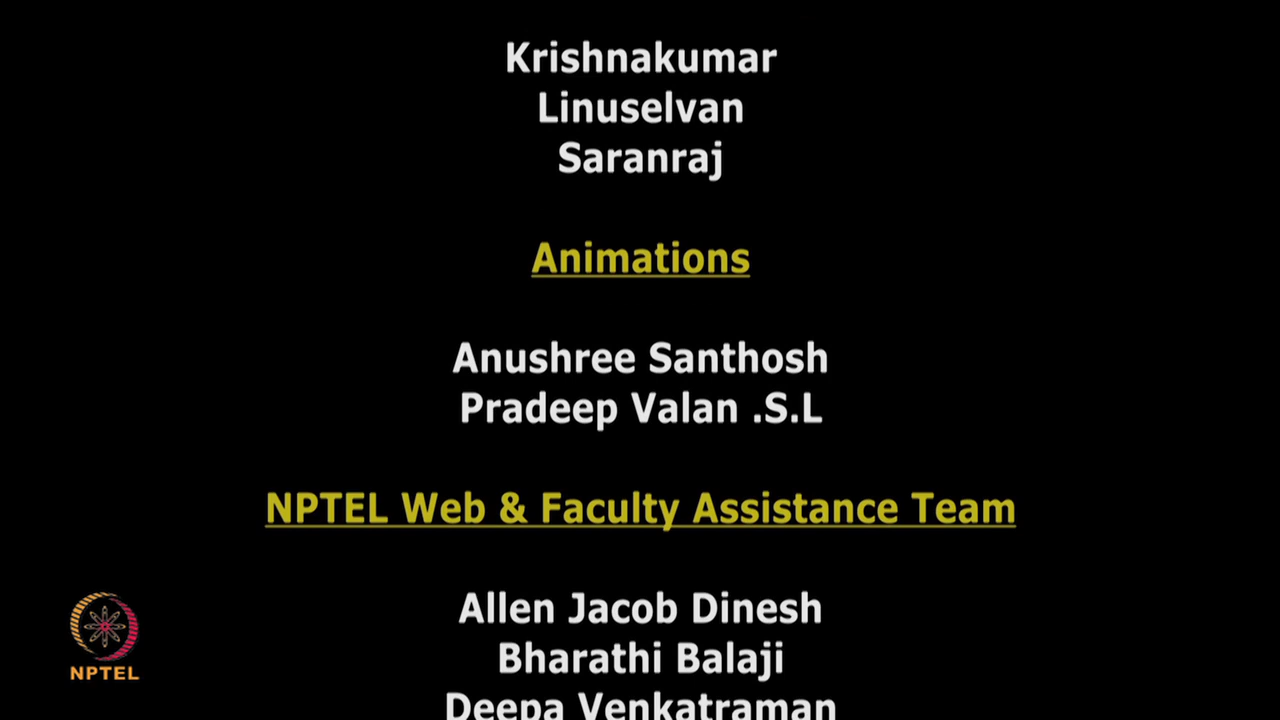 Krishnakumar
Linuselvan
Saranraj
Animations
Anushree Santhosh
Pradeep Valan .S.L
NPTEL Web & Faculty Assistance Team
Allen Jacob Dinesh
Bharathi Balaji
Deepa Venkatraman
NPTEL